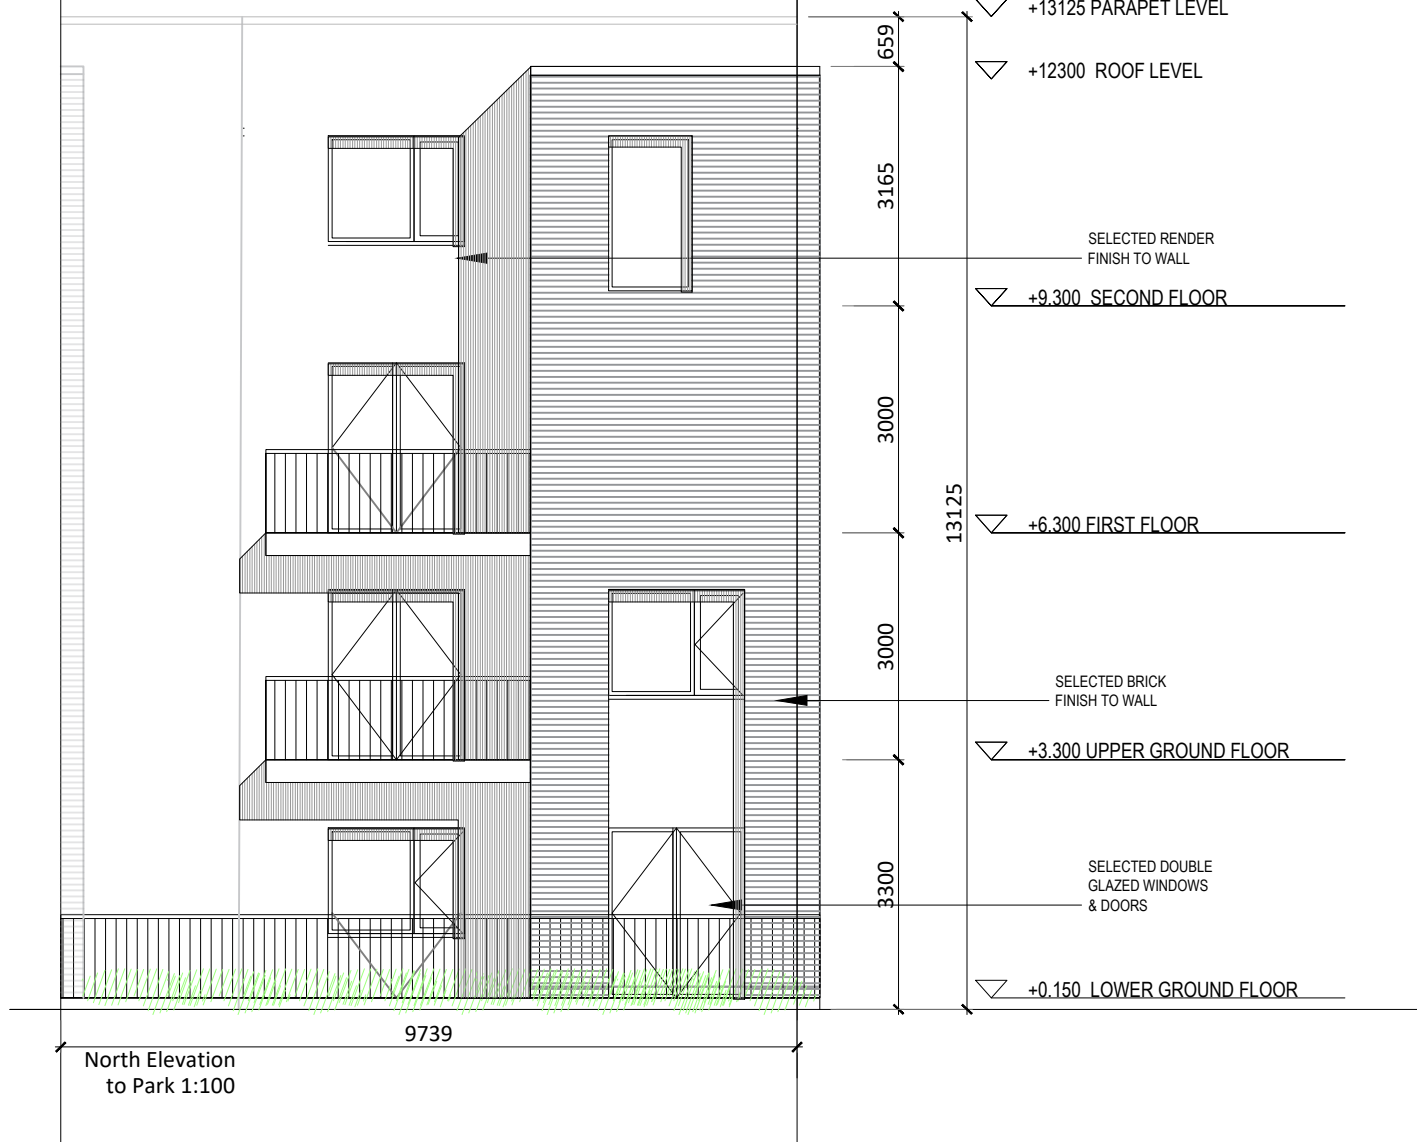 +13125 PARAPET LEVEL
659
+12300 ROOF LEVEL
3165
SELECTED RENDER
FINISH TO WALL
+9.300 SECOND FLOOR
3000
13125
+6.300 FIRST FLOOR
3000
SELECTED BRICK
FINISH TO WALL
+3.300 UPPER GROUND FLOOR
3300
SELECTED DOUBLE
GLAZED WINDOWS
& DOORS
+0.150 LOWER GROUND FLOOR
9739
North Elevation
to Park 1:100